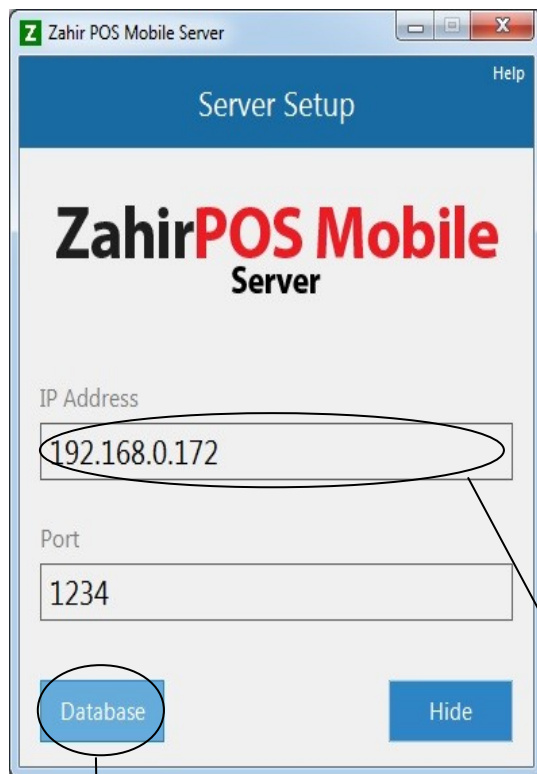 Z Zahir POS Mobile Server
Help
Server Setup
ZahirPOS Mobile
Server
IP Address
192.168.0.172
Port
1234
Database Hide